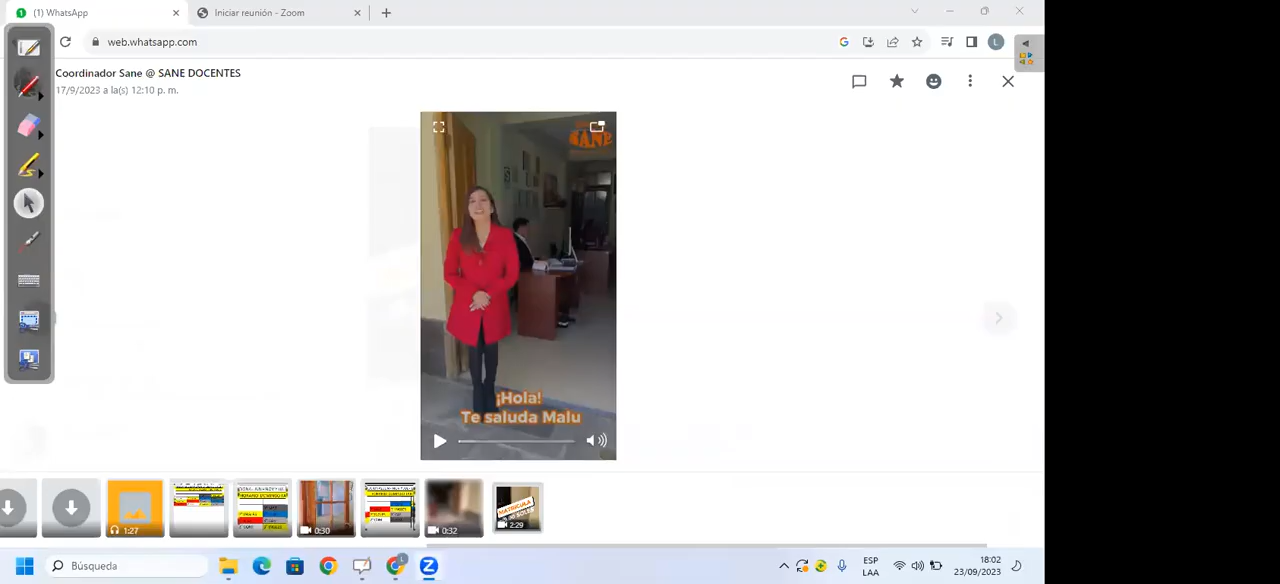 (1) WhatsApp
Iniciar reunión - Zoom
web.whatsapp.com
Coordinador Sane @ SANE DOCENTES
17/9/2023 a la(s) 12:10 p. m.
SANE
¡Hola!
Te saluda Malu
1:27
0:30
0:32
MATRICULA
2:29
Búsqueda
ESP
LAA
18:02
23/09/2023